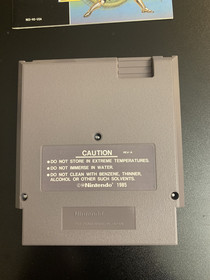 CAUTION
●DO NOT STORE IN EXTREME TEMPERATURES.
●DO NOT IMMERSE IN WATER.
●DO NOT CLEAN WITH BENZENE, THINNER,
ALCOHOL OR OTHER SUCH SOLVENTS.
©®Nintendo® 1985
Nintendo